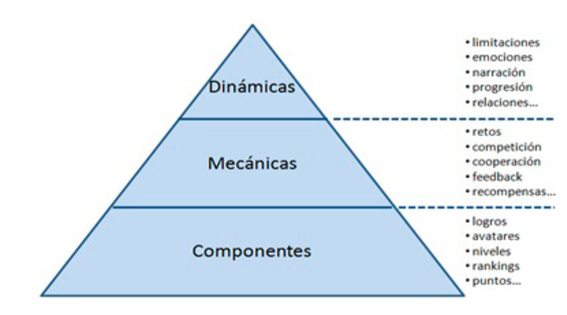 Dinámicas
• limitaciones
• emociones
• narración
• progresión
• relaciones...
Mecánicas
• retos
• competición
• cooperación
• feedback
• recompensas...
Componentes
• logros
• avatares
• niveles
• rankings
• puntos...